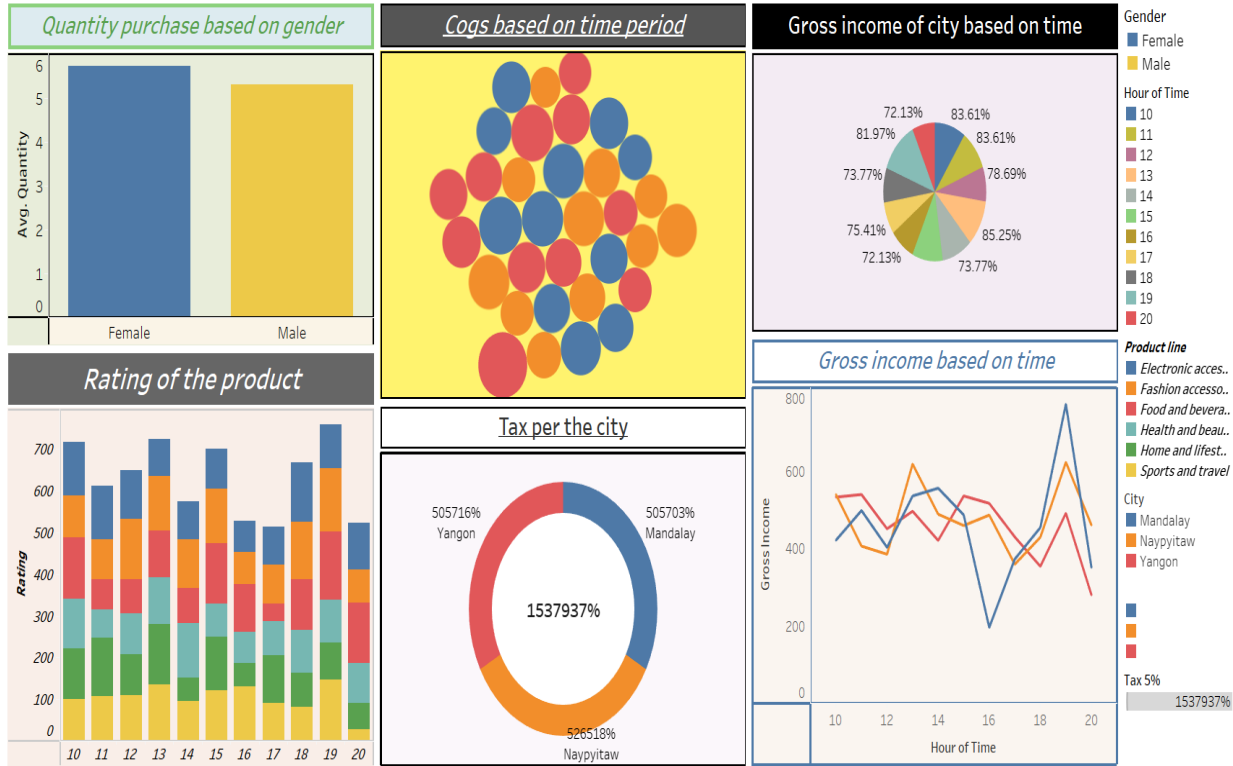 Quantity purchase based on gender
Avg. Quantity
6
5
4
3
2
1
0
Female
Male
Cogs based on time period
Gross income of city based on time
72.13%
83.61%
81.97%
83.61%
73.77%
78.69%
75.41%
85.25%
72.13%
73.77%
Gender
Female
Male
Hour of Time
10
11
12
13
14
15
16
17
18
19
20
Rating of the product
Rating
700
600
500
400
300
200
100
0
10 11 12 13 14 15 16 17 18 19 20
Tax per the city
505716%
Yangon
505703%
Mandalay
1537937%
526518%
Naypyitaw
Gross income based on time
Gross Income
800
600
400
200
0
10 12 14 16 18 20
Hour of Time
Product line
Electronic acces..
Fashion accesso..
Food and bevera..
Health and beau..
Home and lifest..
Sports and travel
City
Mandalay
Naypyitaw
Yangon
Tax 5%
1537937%